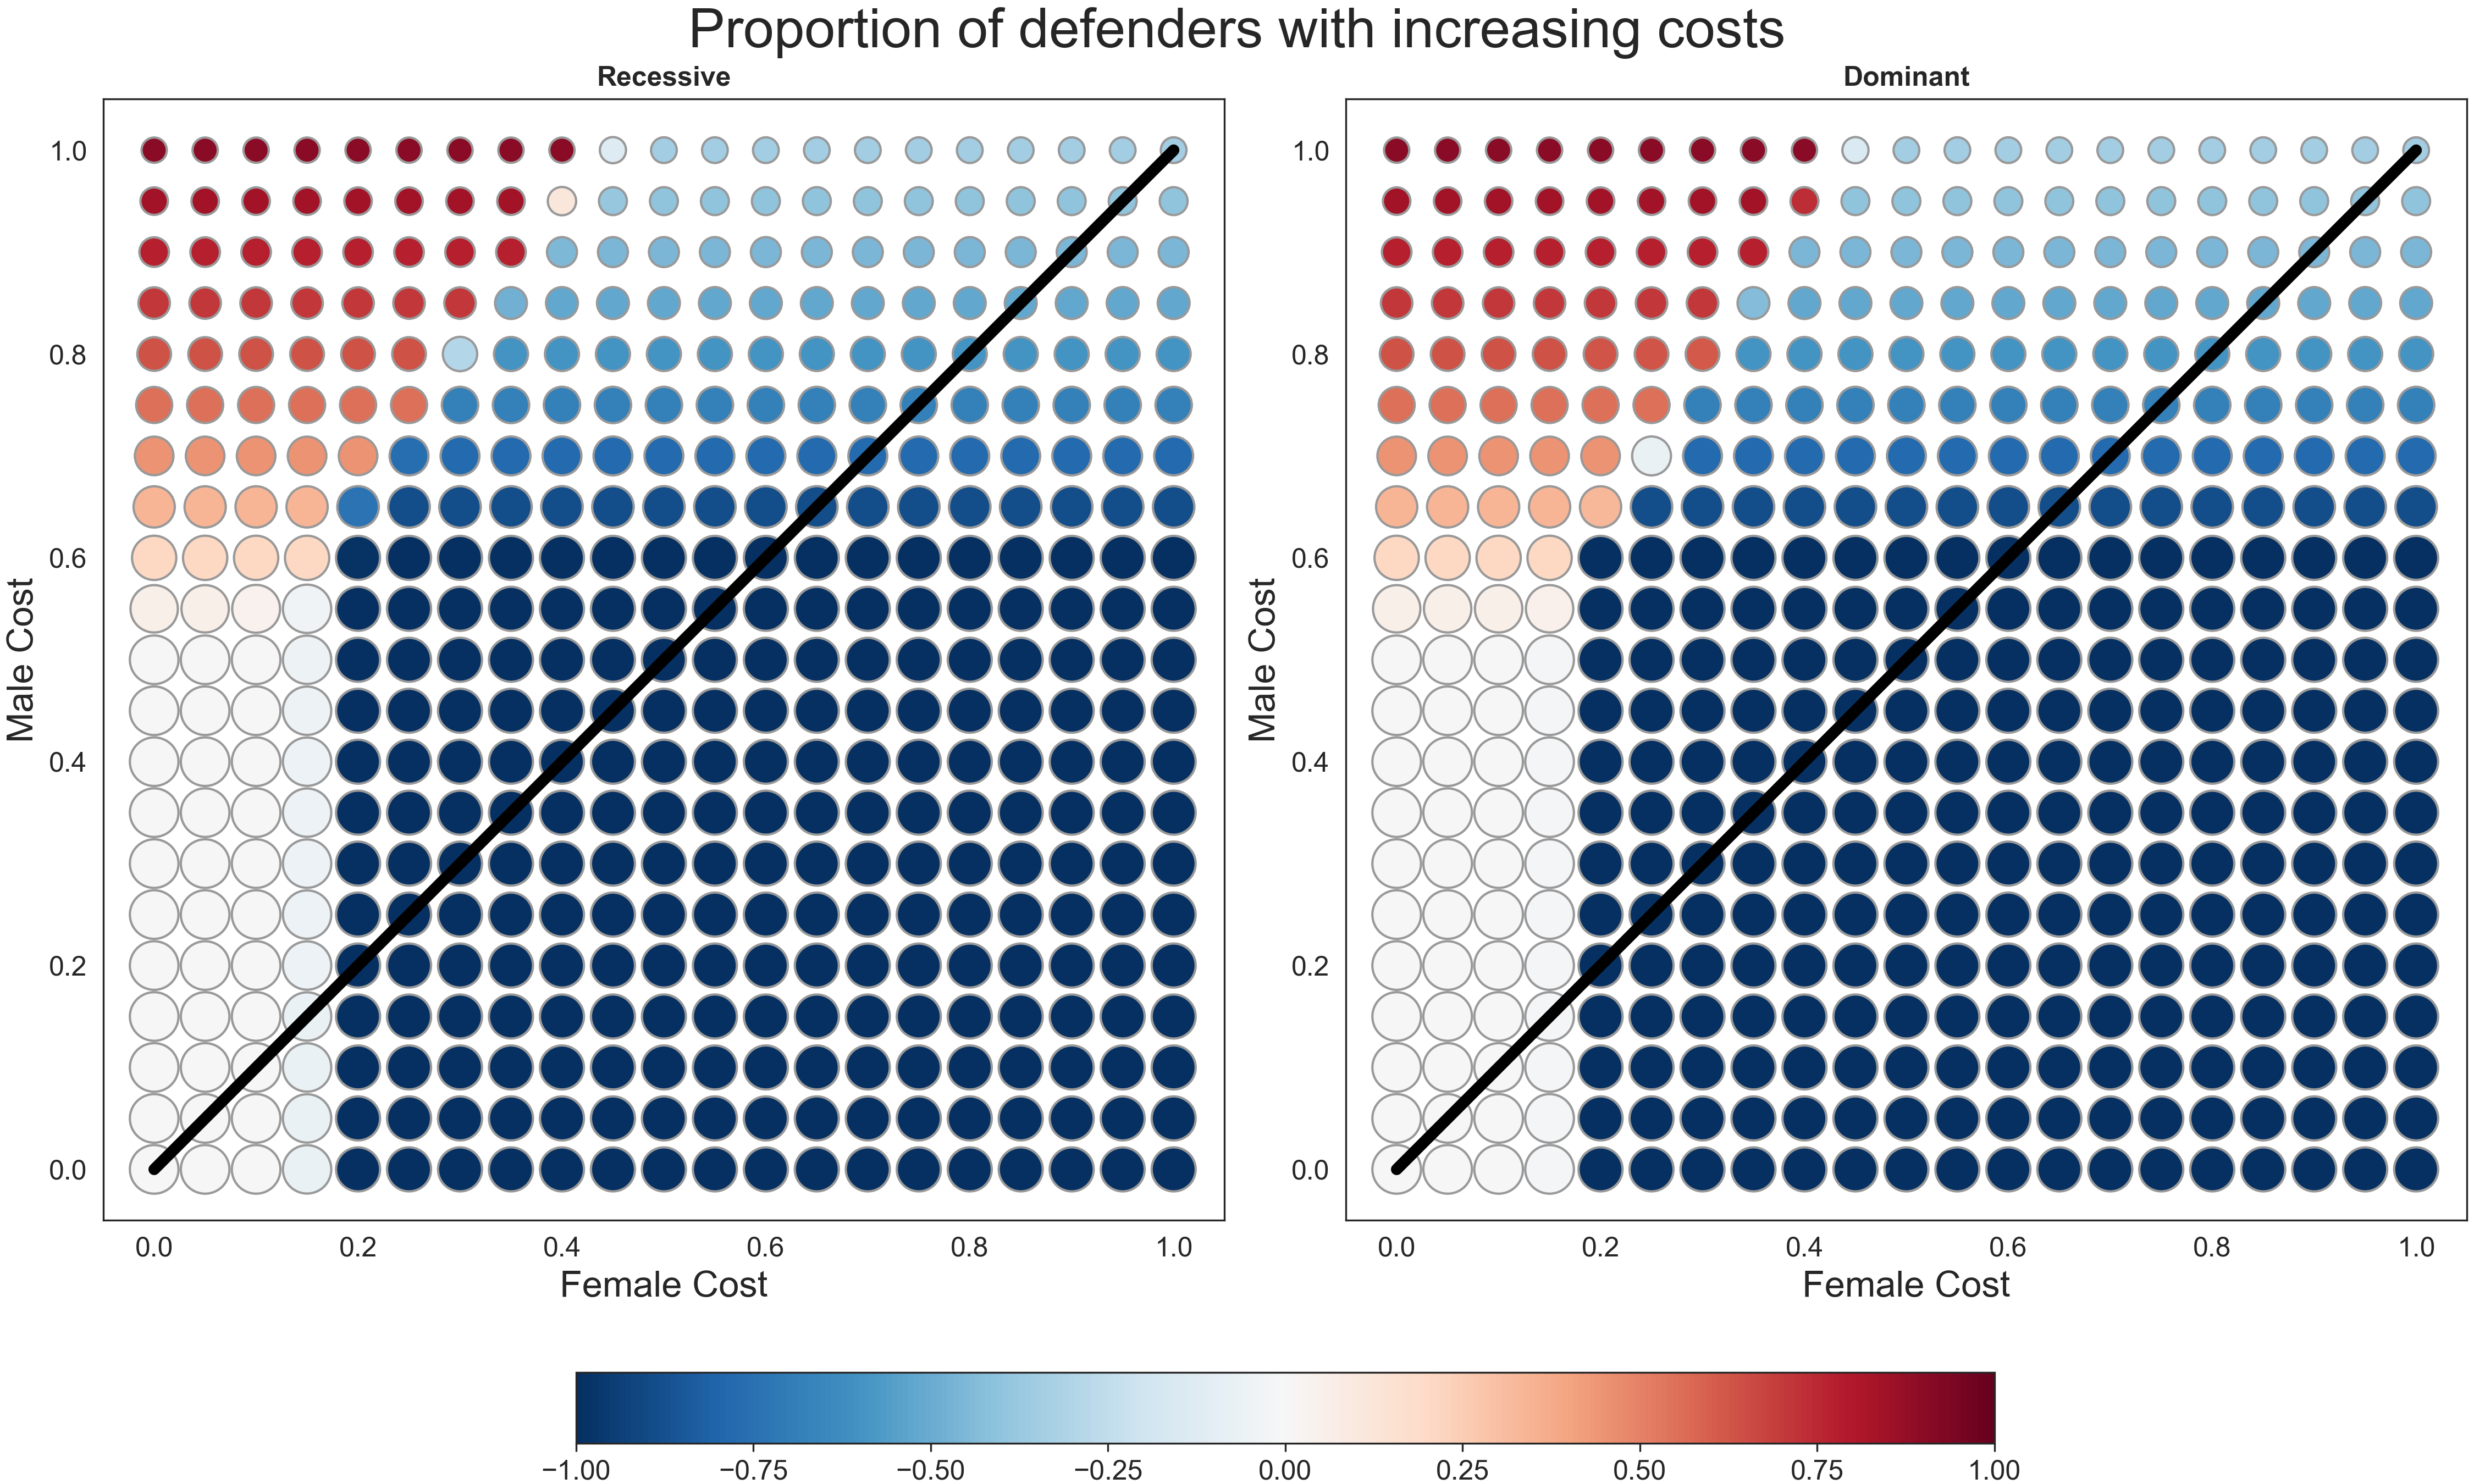 Proportion of defenders with increasing costs
Recessive
Dominant
1.0
0.8
0.6
0.4
0.2
0.0
Male Cost
0.0 0.2 0.4 0.6 0.8 1.0
Female Cost
1.0
0.8
0.6
0.4
0.2
0.0
Male Cost
0.0 0.2 0.4 0.6 0.8 1.0
Female Cost
−1.00 −0.75 −0.50 −0.25 0.00 0.25 0.50 0.75 1.00